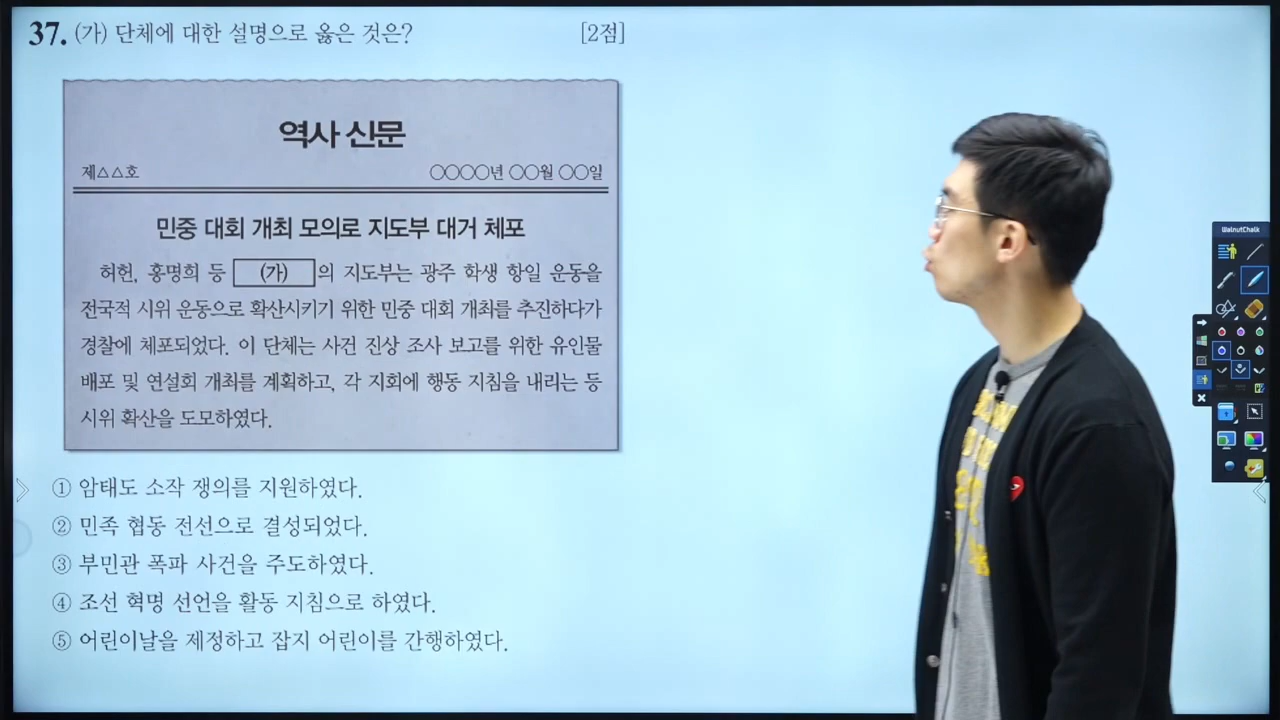 37. (가) 단체에 대한 설명으로 옳은 것은? [2점]
역사 신문
제△△호 ○○○○년 ○○월 ○○일
민중 대회 개최 모의로 지도부 대거 체포
허헌, 홍명희 등 (가) 의 지도부는 광주 학생 항일 운동을
전국적 시위 운동으로 확산시키기 위한 민중 대회 개최를 추진하다가
경찰에 체포되었다. 이 단체는 사건 진상 조사 보고를 위한 유인물
배포 및 연설회 개최를 계획하고, 각 지회에 행동 지침을 내리는 등
시위 확산을 도모하였다.
① 암태도 소작 쟁의를 지원하였다.
② 민족 협동 전선으로 결성되었다.
③ 부민관 폭파 사건을 주도하였다.
④ 조선 혁명 선언을 활동 지침으로 하였다.
⑤ 어린이날을 제정하고 잡지 어린이를 간행하였다.
WalnutChalk